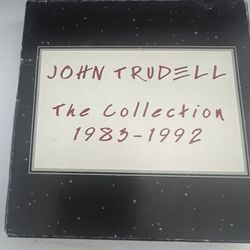 JOHN TRUDELL
The Collection
1983-1992